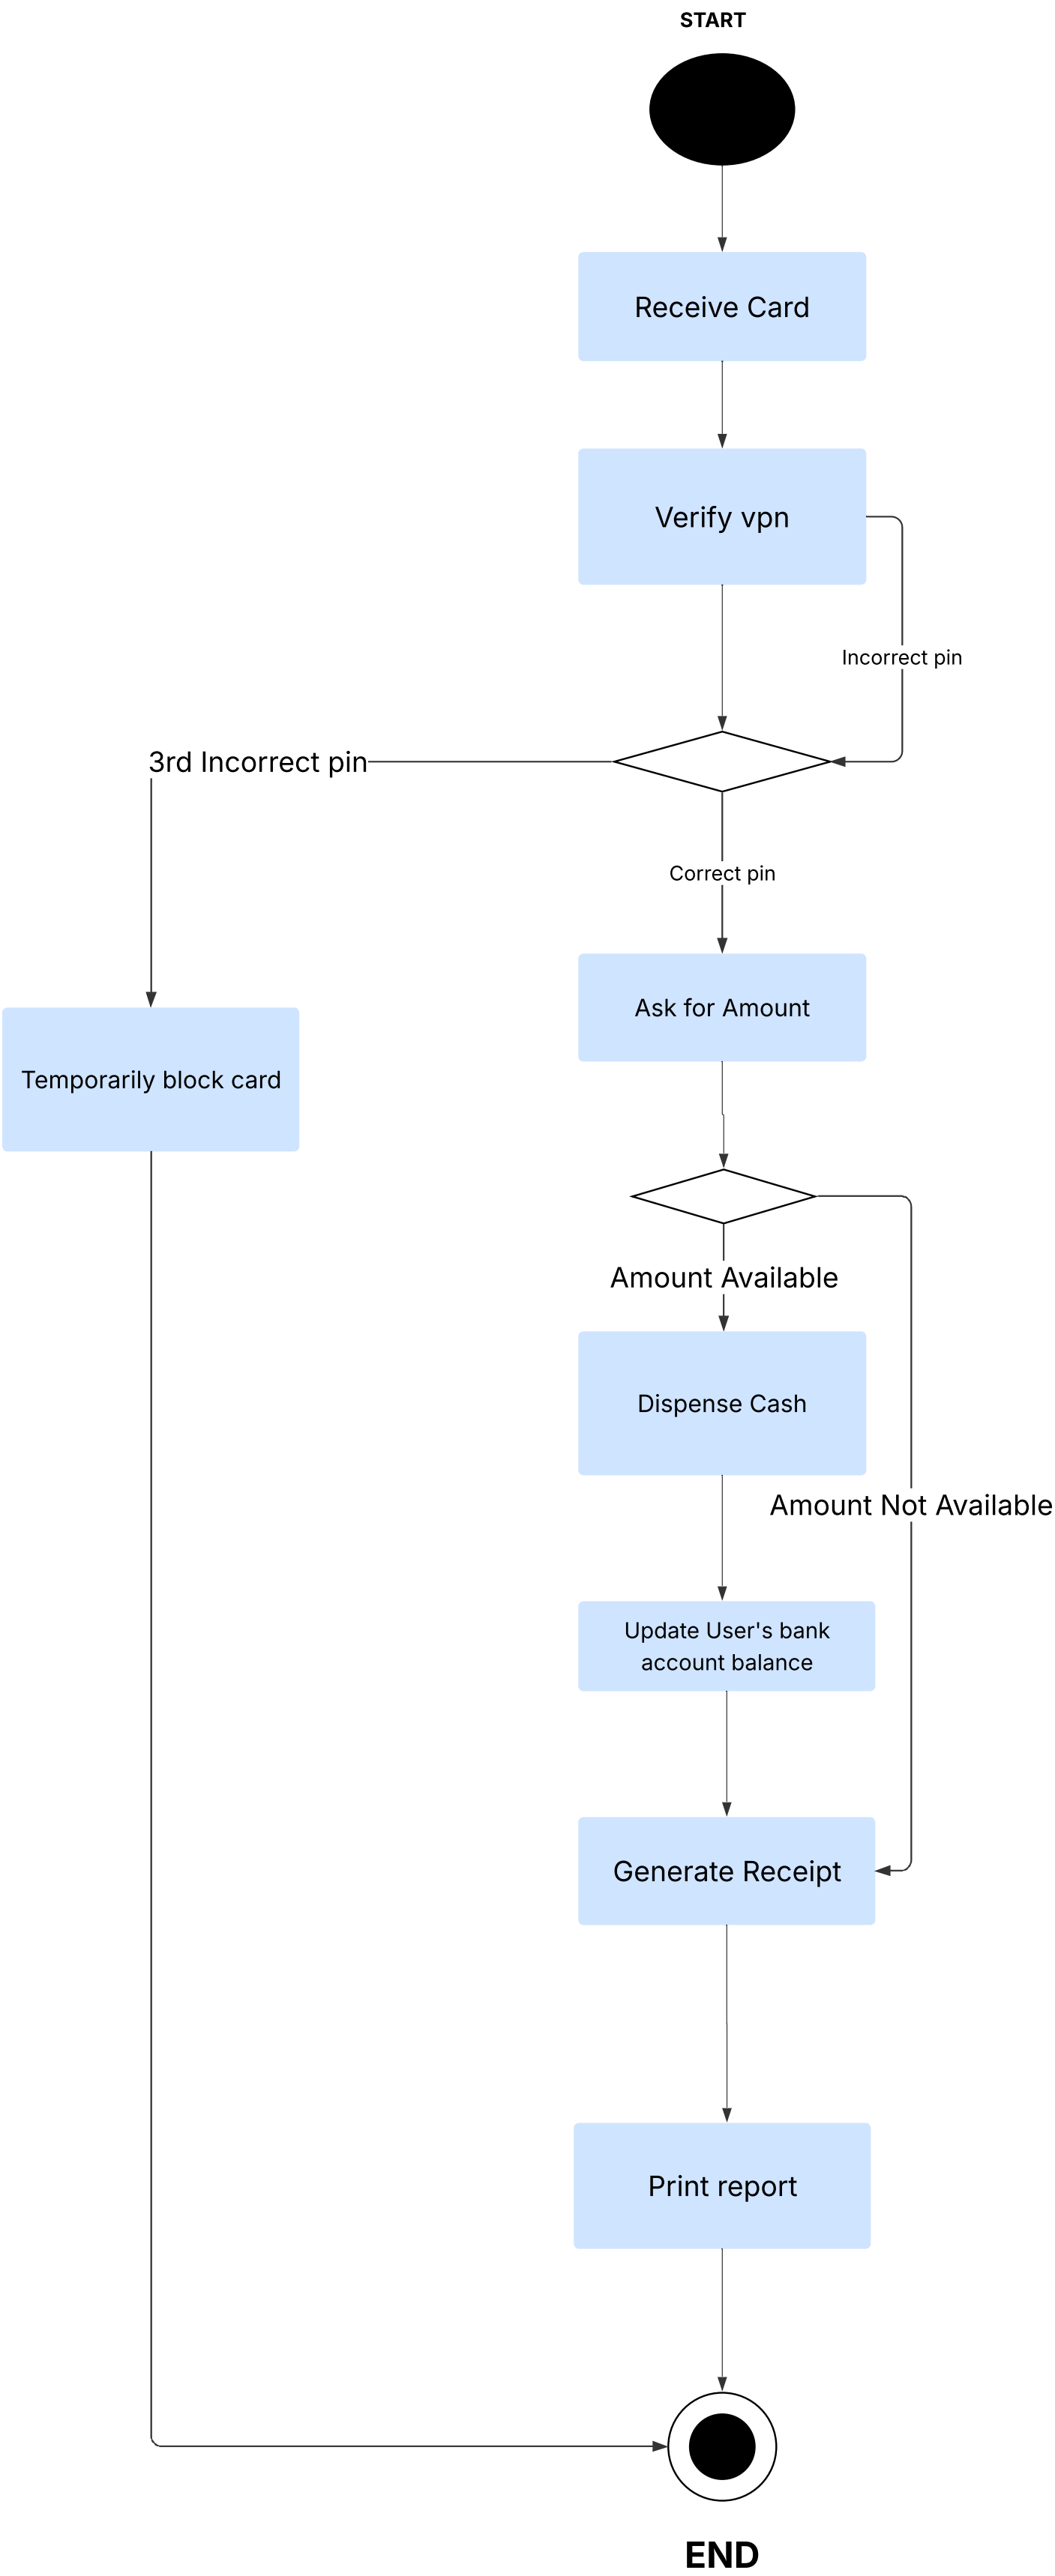 START
Receive Card
Verify vpn
Incorrect pin
3rd Incorrect pin
Correct pin
Ask for Amount
Temporarily block card
Amount Available
Dispense Cash
Amount Not Available
Update User's bank
account balance
Generate Receipt
Print report
END